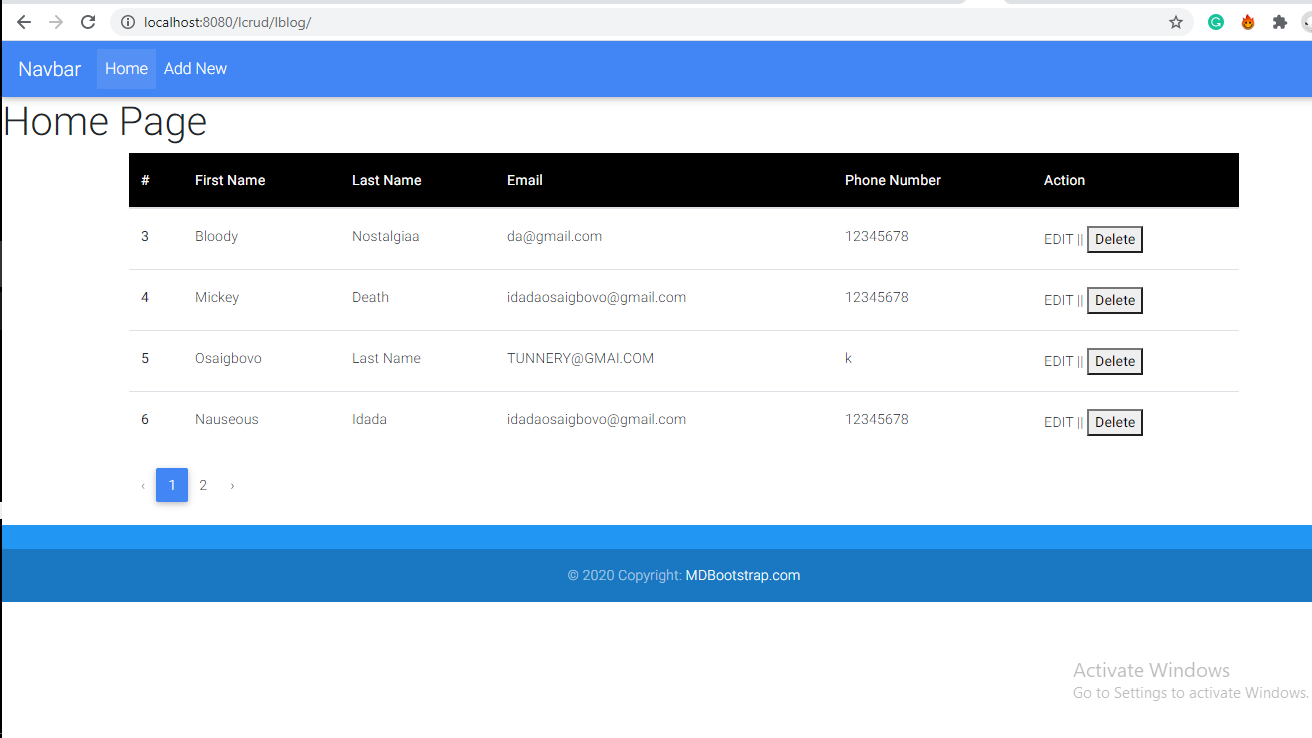 localhost:8080/lcrud/lblog/
Navbar Home Add New
Home Page
# First Name Last Name Email Phone Number Action
3 Bloody Nostalgiaa da@gmail.com 12345678 EDIT || Delete
4 Mickey Death idadaosaigbovo@gmail.com 12345678 EDIT || Delete
5 Osaigbovo Last Name TUNNERY@GMAI.COM k EDIT || Delete
6 Nauseous Idada idadaosaigbovo@gmail.com 12345678 EDIT || Delete
‹ 1 2 ›
© 2020 Copyright: MDBootstrap.com
Activate Windows
Go to Settings to activate Windows.